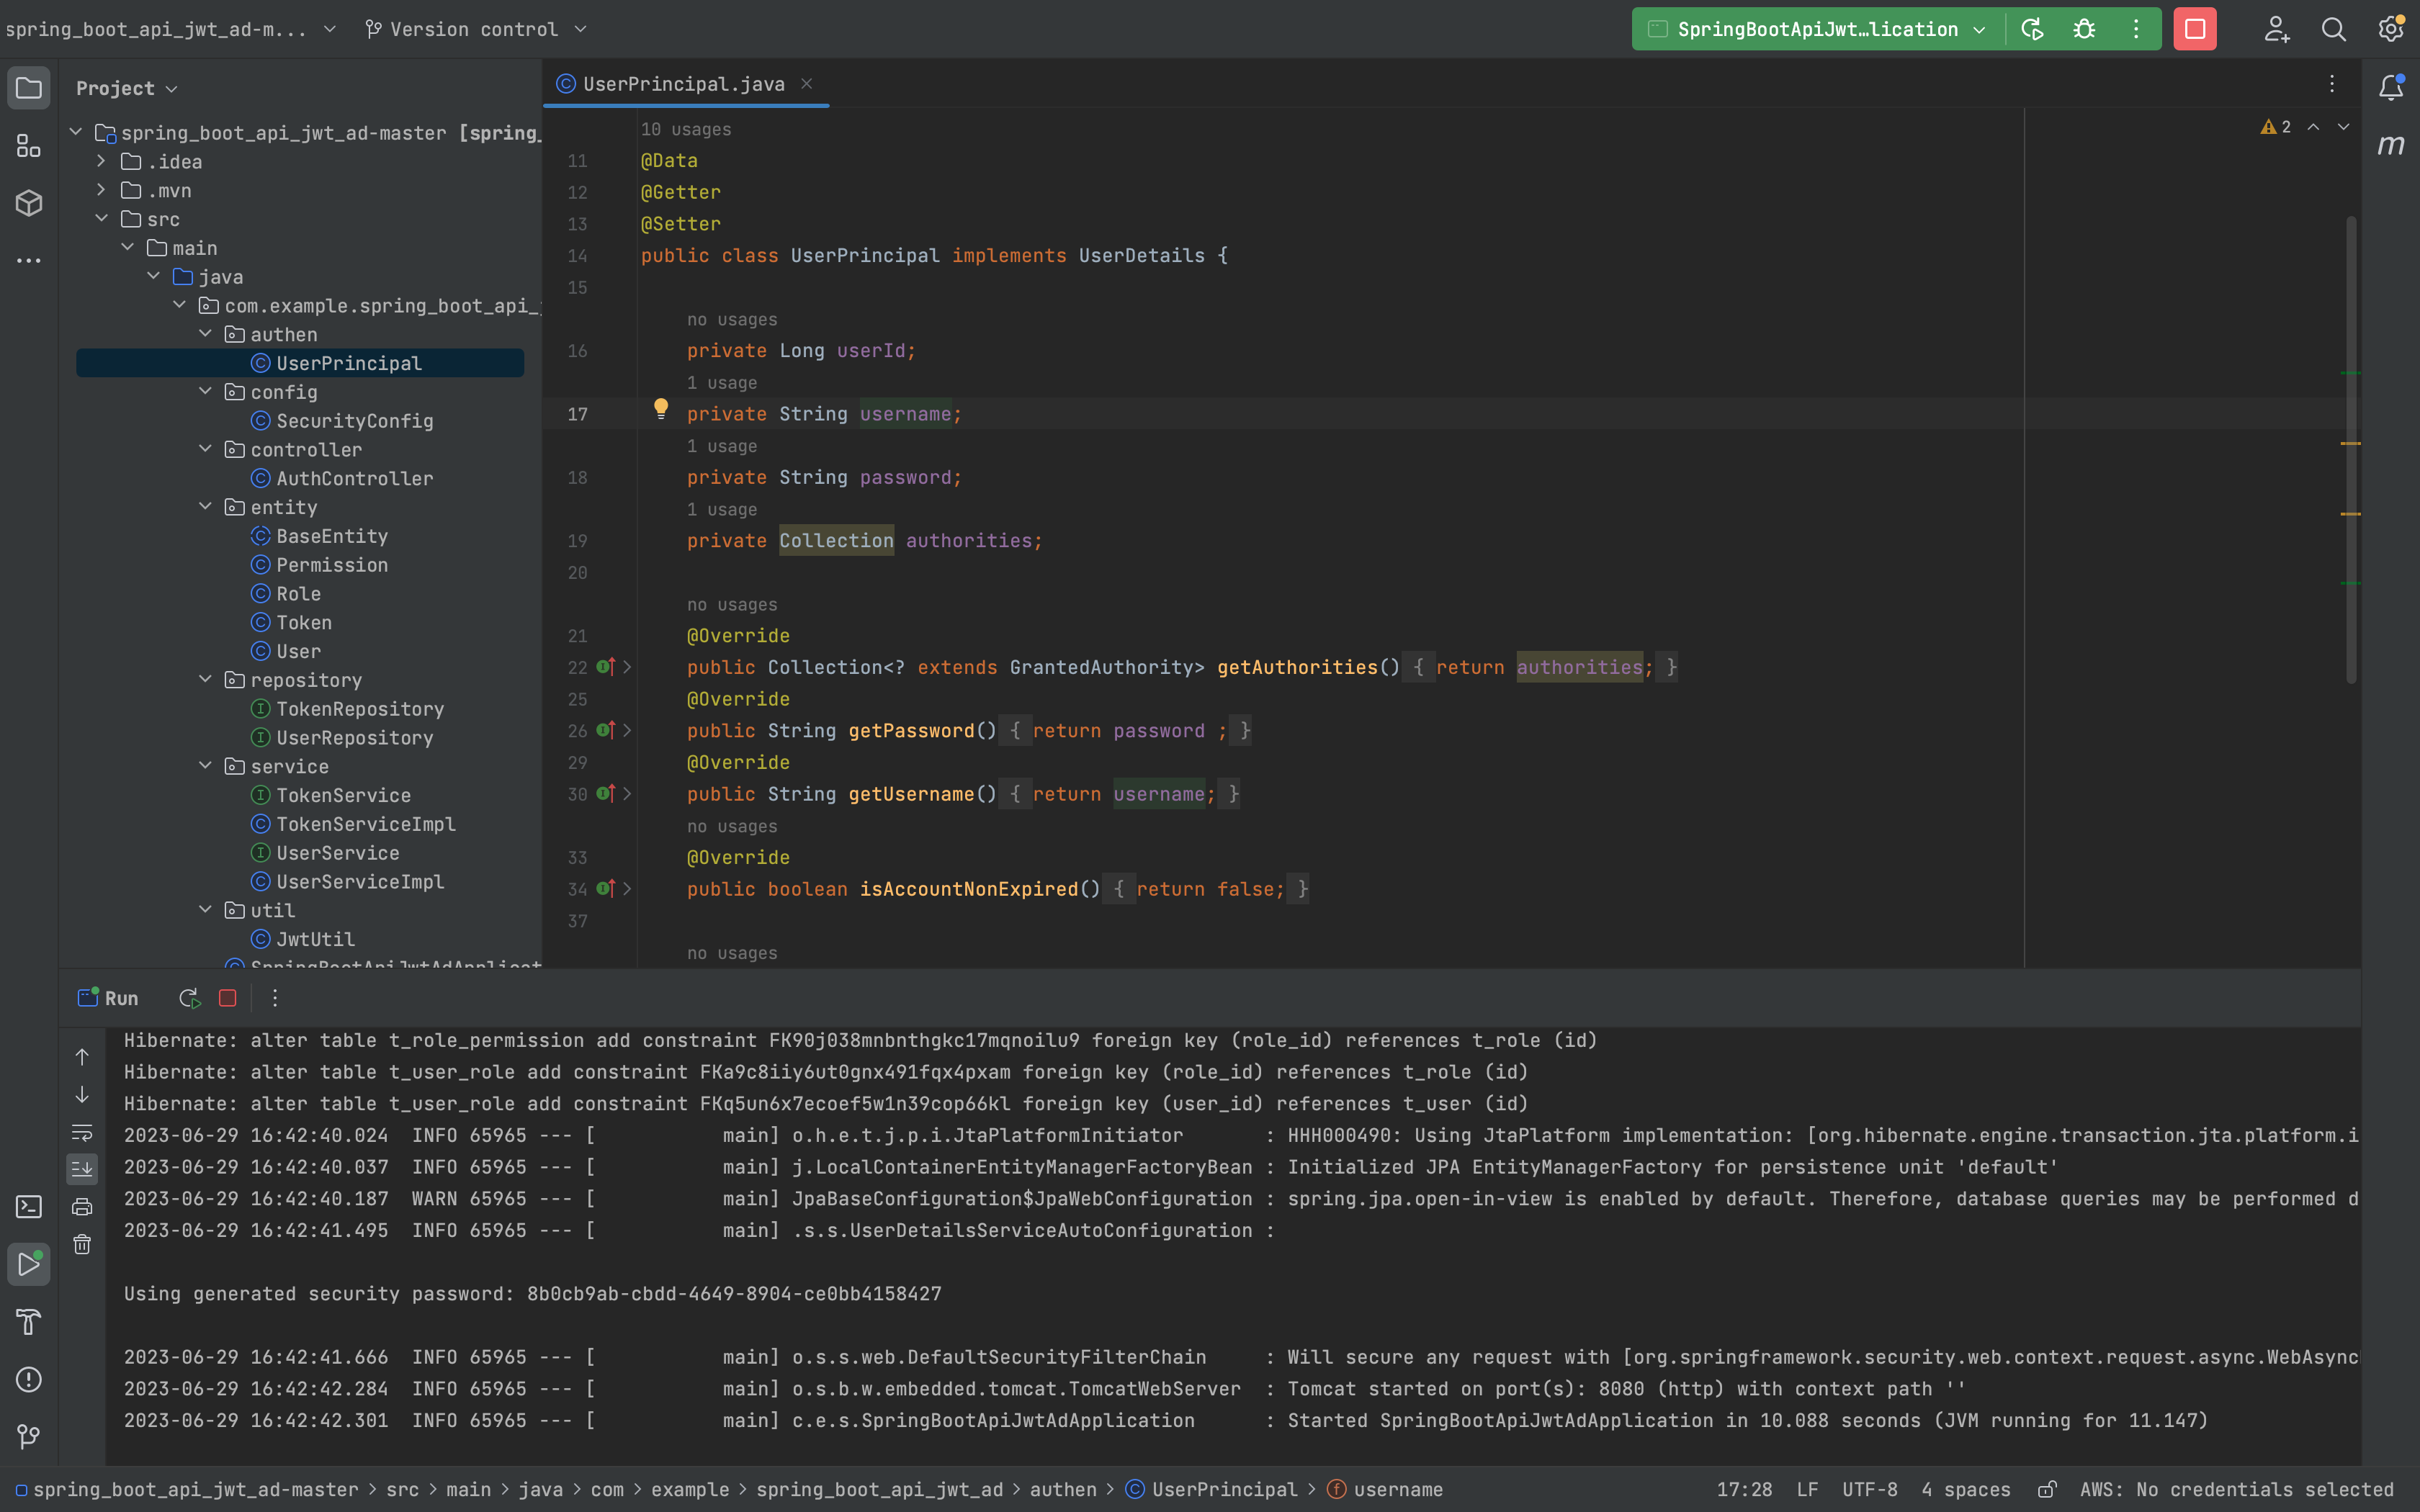 spring_boot_api_jwt_ad-m...
Version control
SpringBootApiJwt…lication
Project
spring_boot_api_jwt_ad-master [spring_
.idea
.mvn
src
main
java
com.example.spring_boot_api_
authen
UserPrincipal
config
SecurityConfig
controller
AuthController
entity
BaseEntity
Permission
Role
Token
User
repository
TokenRepository
UserRepository
service
TokenService
TokenServiceImpl
UserService
UserServiceImpl
util
JwtUtil
SpringBootApiJwtAdApplicat
UserPrincipal.java
2
m
10 usages
11 @Data
12 @Getter
13 @Setter
14 public class UserPrincipal implements UserDetails {
15
no usages
16 private Long userId;
1 usage
17 private String username;
1 usage
18 private String password;
1 usage
19 private Collection authorities;
20
no usages
21 @Override
22 public Collection<? extends GrantedAuthority> getAuthorities() { return authorities; }
25 @Override
26 public String getPassword() { return password ; }
29 @Override
30 public String getUsername() { return username; }
no usages
33 @Override
34 public boolean isAccountNonExpired() { return false; }
37
no usages
Run
Hibernate: alter table t_role_permission add constraint FK90j038mnbnthgkc17mqnoilu9 foreign key (role_id) references t_role (id)
Hibernate: alter table t_user_role add constraint FKa9c8iiy6ut0gnx491fqx4pxam foreign key (role_id) references t_role (id)
Hibernate: alter table t_user_role add constraint FKq5un6x7ecoef5w1n39cop66kl foreign key (user_id) references t_user (id)
2023-06-29 16:42:40.024  INFO 65965 --- [           main] o.h.e.t.j.p.i.JtaPlatformInitiator       : HHH000490: Using JtaPlatform implementation: [org.hibernate.engine.transaction.jta.platform.i
2023-06-29 16:42:40.037  INFO 65965 --- [           main] j.LocalContainerEntityManagerFactoryBean : Initialized JPA EntityManagerFactory for persistence unit 'default'
2023-06-29 16:42:40.187  WARN 65965 --- [           main] JpaBaseConfiguration$JpaWebConfiguration : spring.jpa.open-in-view is enabled by default. Therefore, database queries may be performed d
2023-06-29 16:42:41.495  INFO 65965 --- [           main] .s.s.UserDetailsServiceAutoConfiguration :
Using generated security password: 8b0cb9ab-cbdd-4649-8904-ce0bb4158427
2023-06-29 16:42:41.666  INFO 65965 --- [           main] o.s.s.web.DefaultSecurityFilterChain     : Will secure any request with [org.springframework.security.web.context.request.async.WebAsync
2023-06-29 16:42:42.284  INFO 65965 --- [           main] o.s.b.w.embedded.tomcat.TomcatWebServer  : Tomcat started on port(s): 8080 (http) with context path ''
2023-06-29 16:42:42.301  INFO 65965 --- [           main] c.e.s.SpringBootApiJwtAdApplication      : Started SpringBootApiJwtAdApplication in 10.088 seconds (JVM running for 11.147)
spring_boot_api_jwt_ad-master > src > main > java > com > example > spring_boot_api_jwt_ad > authen > UserPrincipal > username
17:28 LF UTF-8 4 spaces AWS: No credentials selected